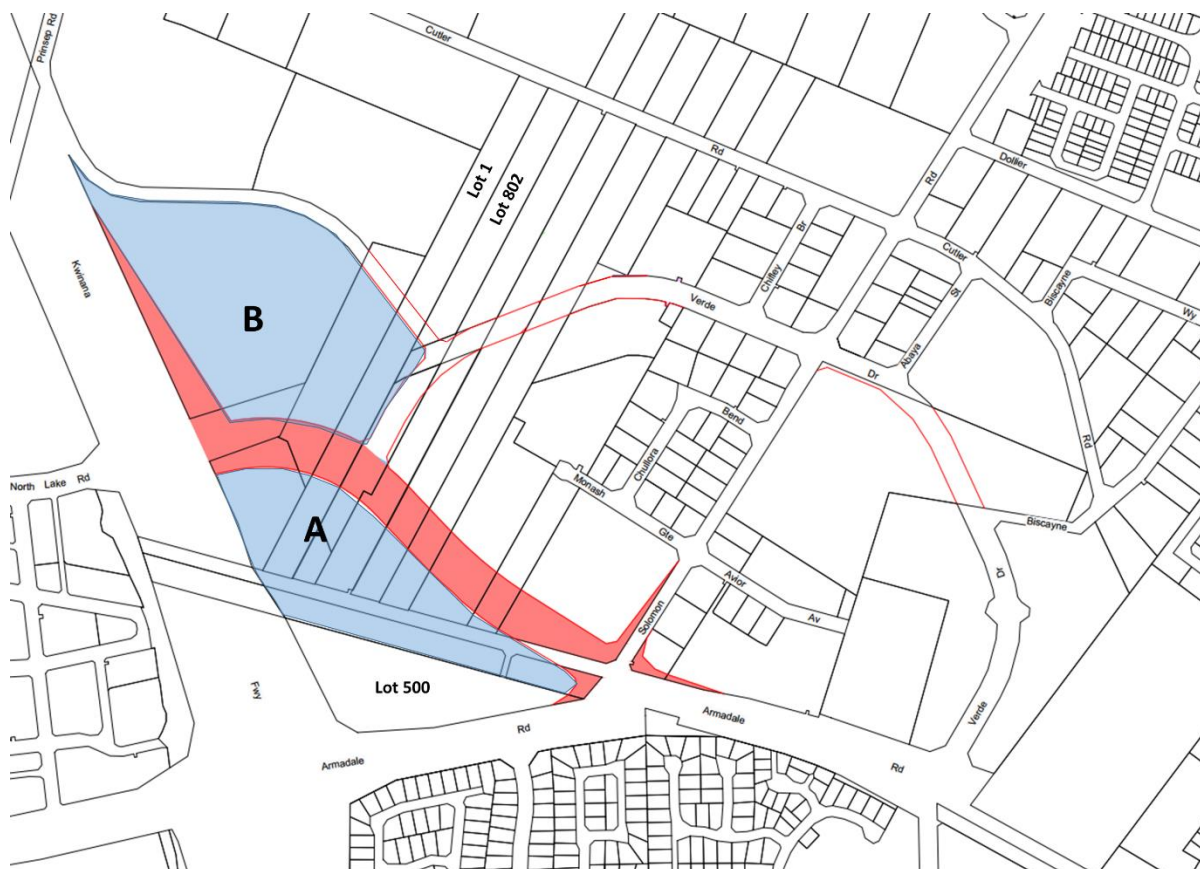 Prinsep Rd
Cutler
Rd
Rd
Dollier
Lot 1
Lot 802
Chifley
Br
Cutler
Biscayne
Wy
Kwinana
St
B
Verde
Abaya
Dr
Rd
Bend
Chullora
North Lake Rd
Monash
A
Gte
Biscayne
Avior
Dr
Av
Solomon
Lot 500
Fwy
Verde
Armadale
Rd
Armadale
Rd